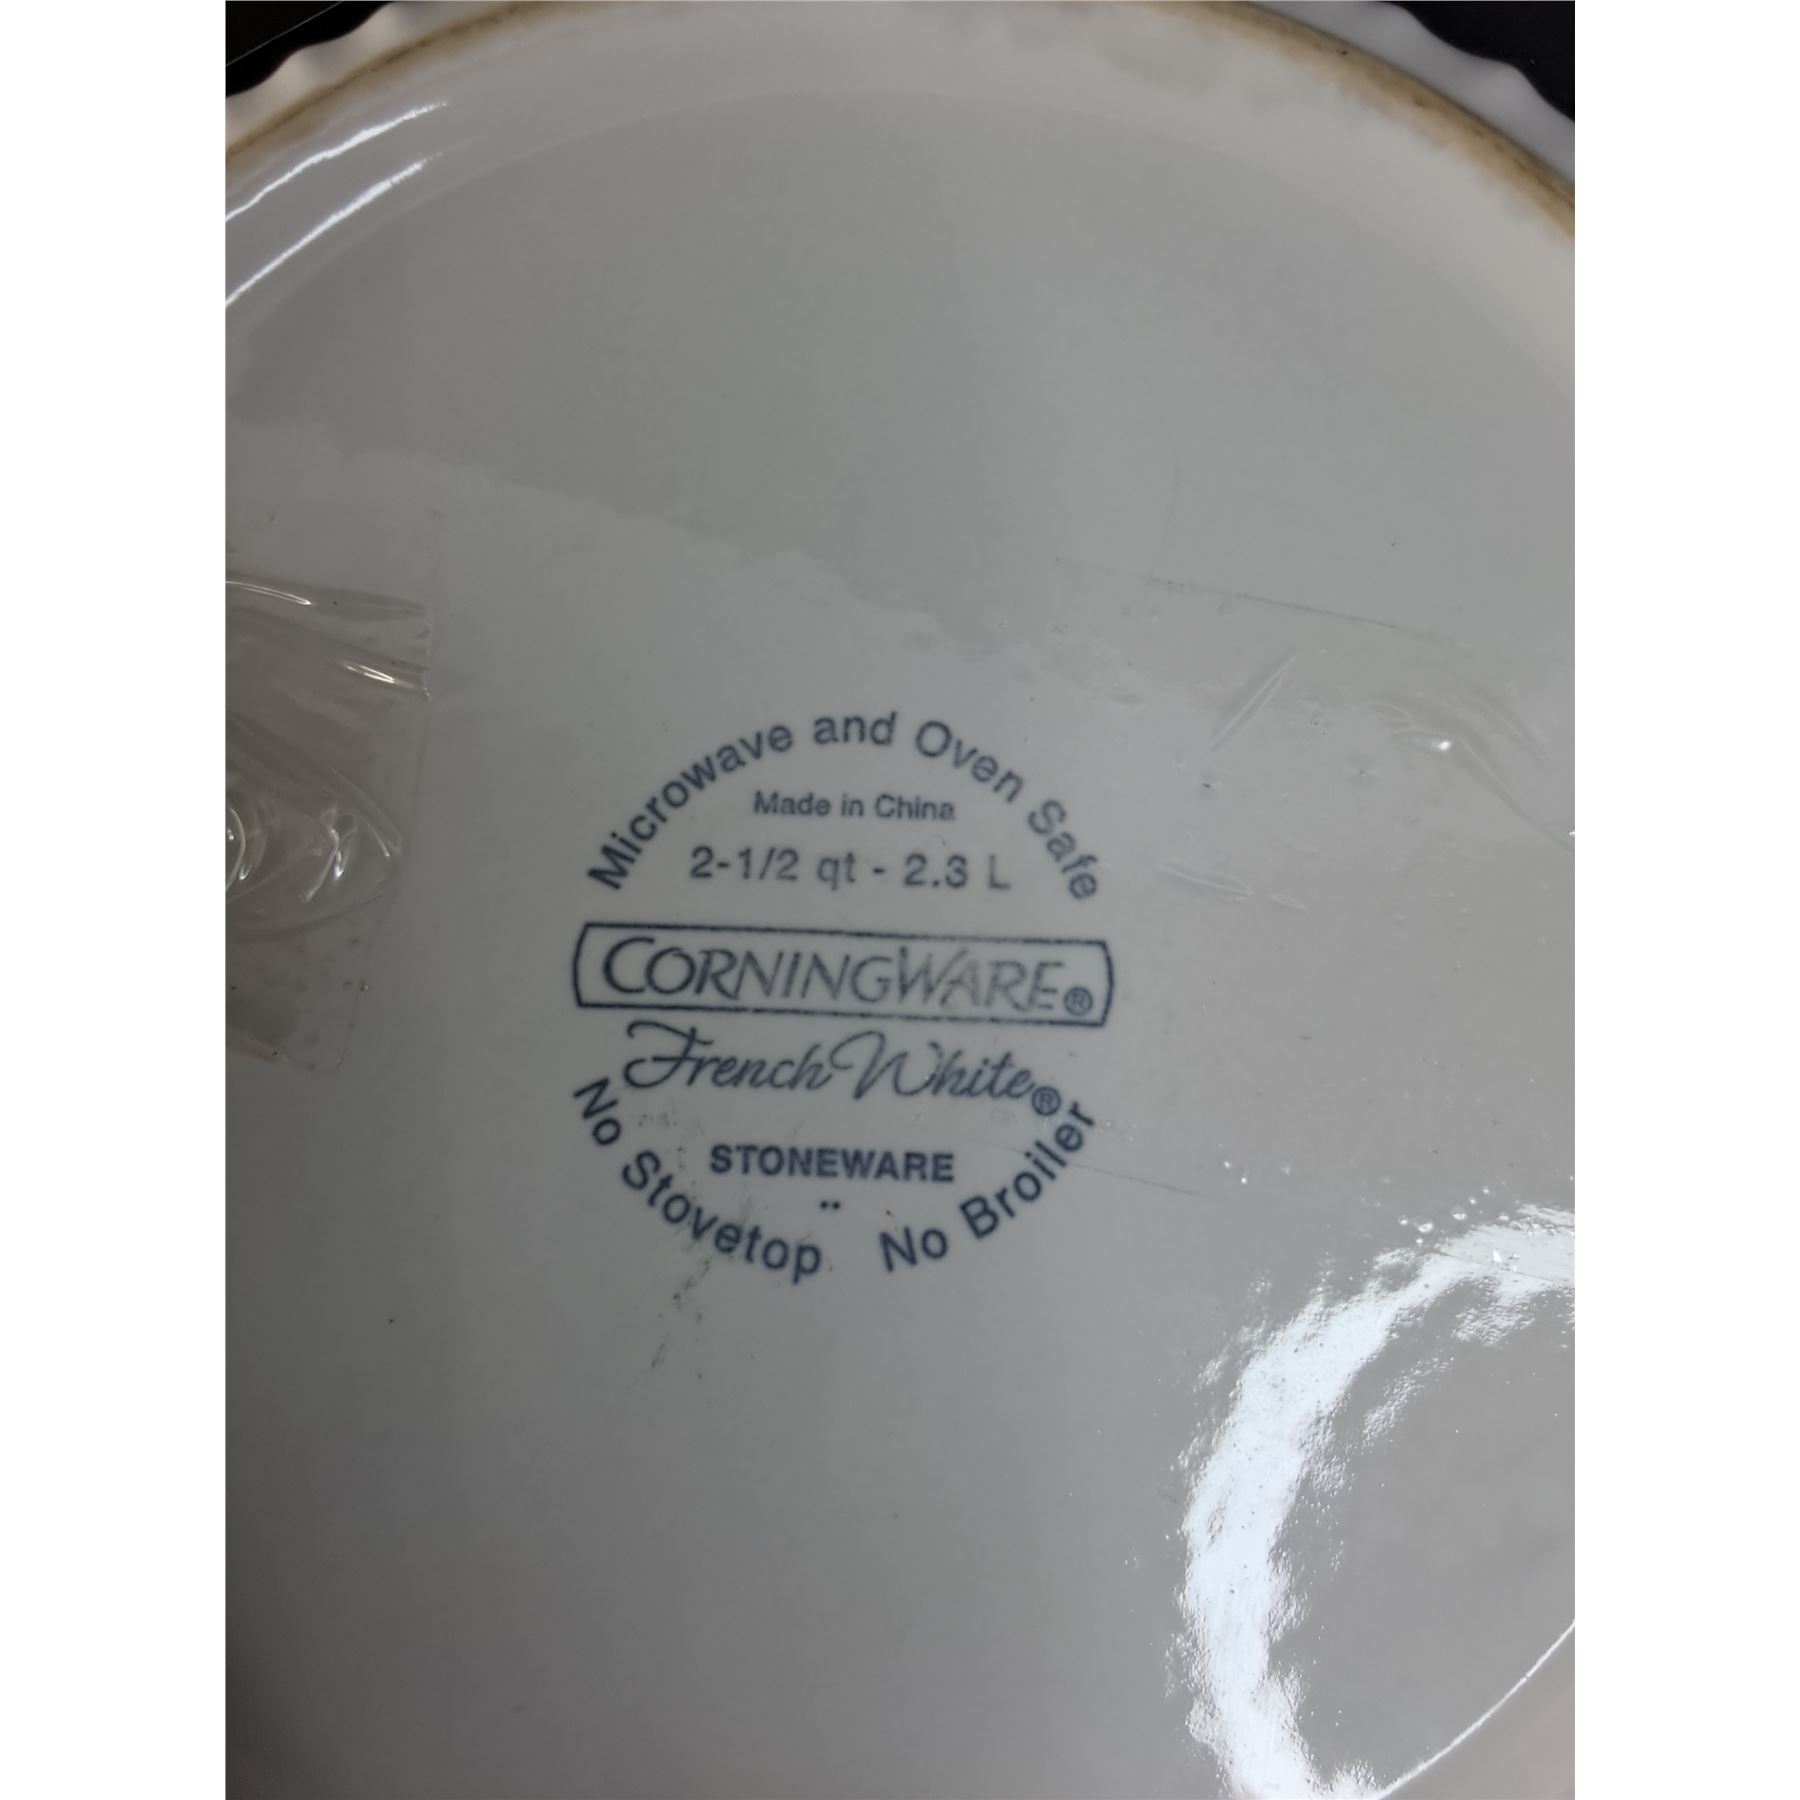 Microwave and Oven Safe
Made in China
2-1/2 qt - 2.3 L
CORNINGWARE®
French White®
STONEWARE
No Stovetop No Broiler